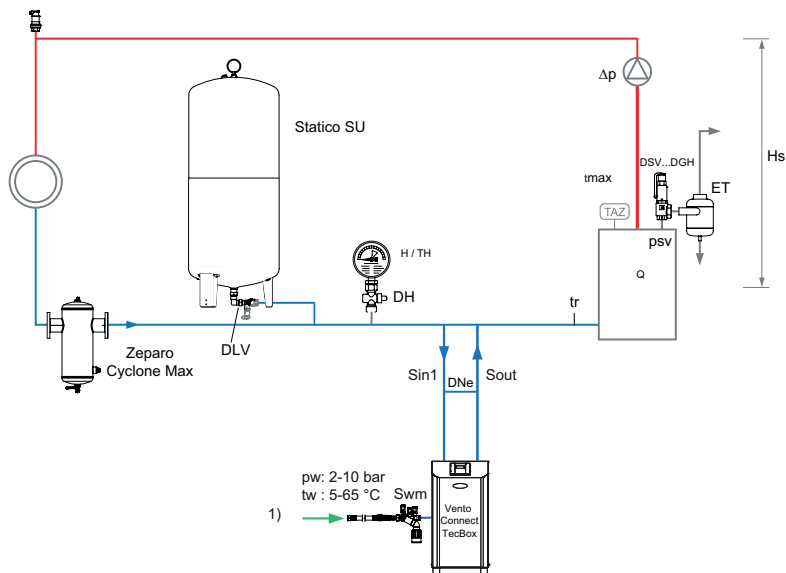 Δp
Statico SU
Hs
DSV...DGH
tmax
ET
TAZ
psv
H / TH
Q
DH
tr
DLV
Zeparo
Cyclone Max
Sin1
DNe
Sout
pw: 2-10 bar
tw : 5-65 °C
Swm
1)
Vento
Connect
TecBox